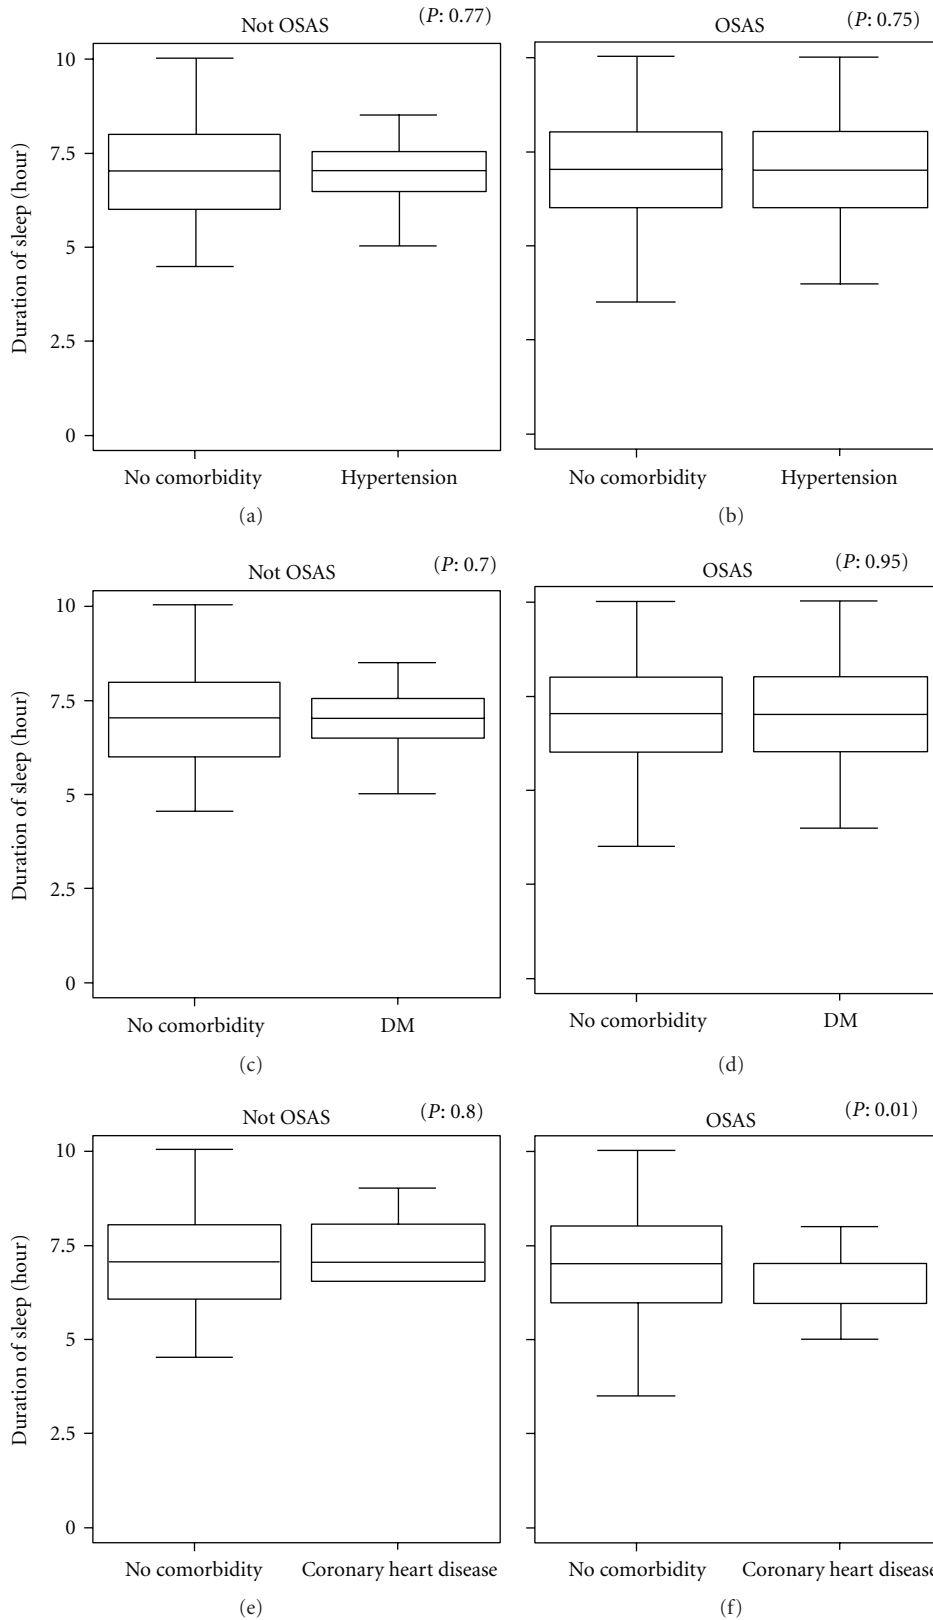 Not OSAS (P: 0.77)
OSAS (P: 0.75)
10
7.5
5
2.5
0
Duration of sleep (hour)
No comorbidity Hypertension
No comorbidity Hypertension
(a)
(b)
Not OSAS (P: 0.7)
OSAS (P: 0.95)
10
7.5
5
2.5
0
Duration of sleep (hour)
No comorbidity DM
No comorbidity DM
(c)
(d)
Not OSAS (P: 0.8)
OSAS (P: 0.01)
10
7.5
5
2.5
0
Duration of sleep (hour)
No comorbidity Coronary heart disease
No comorbidity Coronary heart disease
(e)
(f)